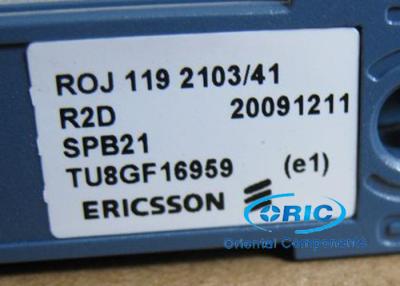 ROJ 119 2103/41
R2D 20091211
SPB21
TU8GF16959 (e1)
ERICSSON
ORIC
Oriental Components